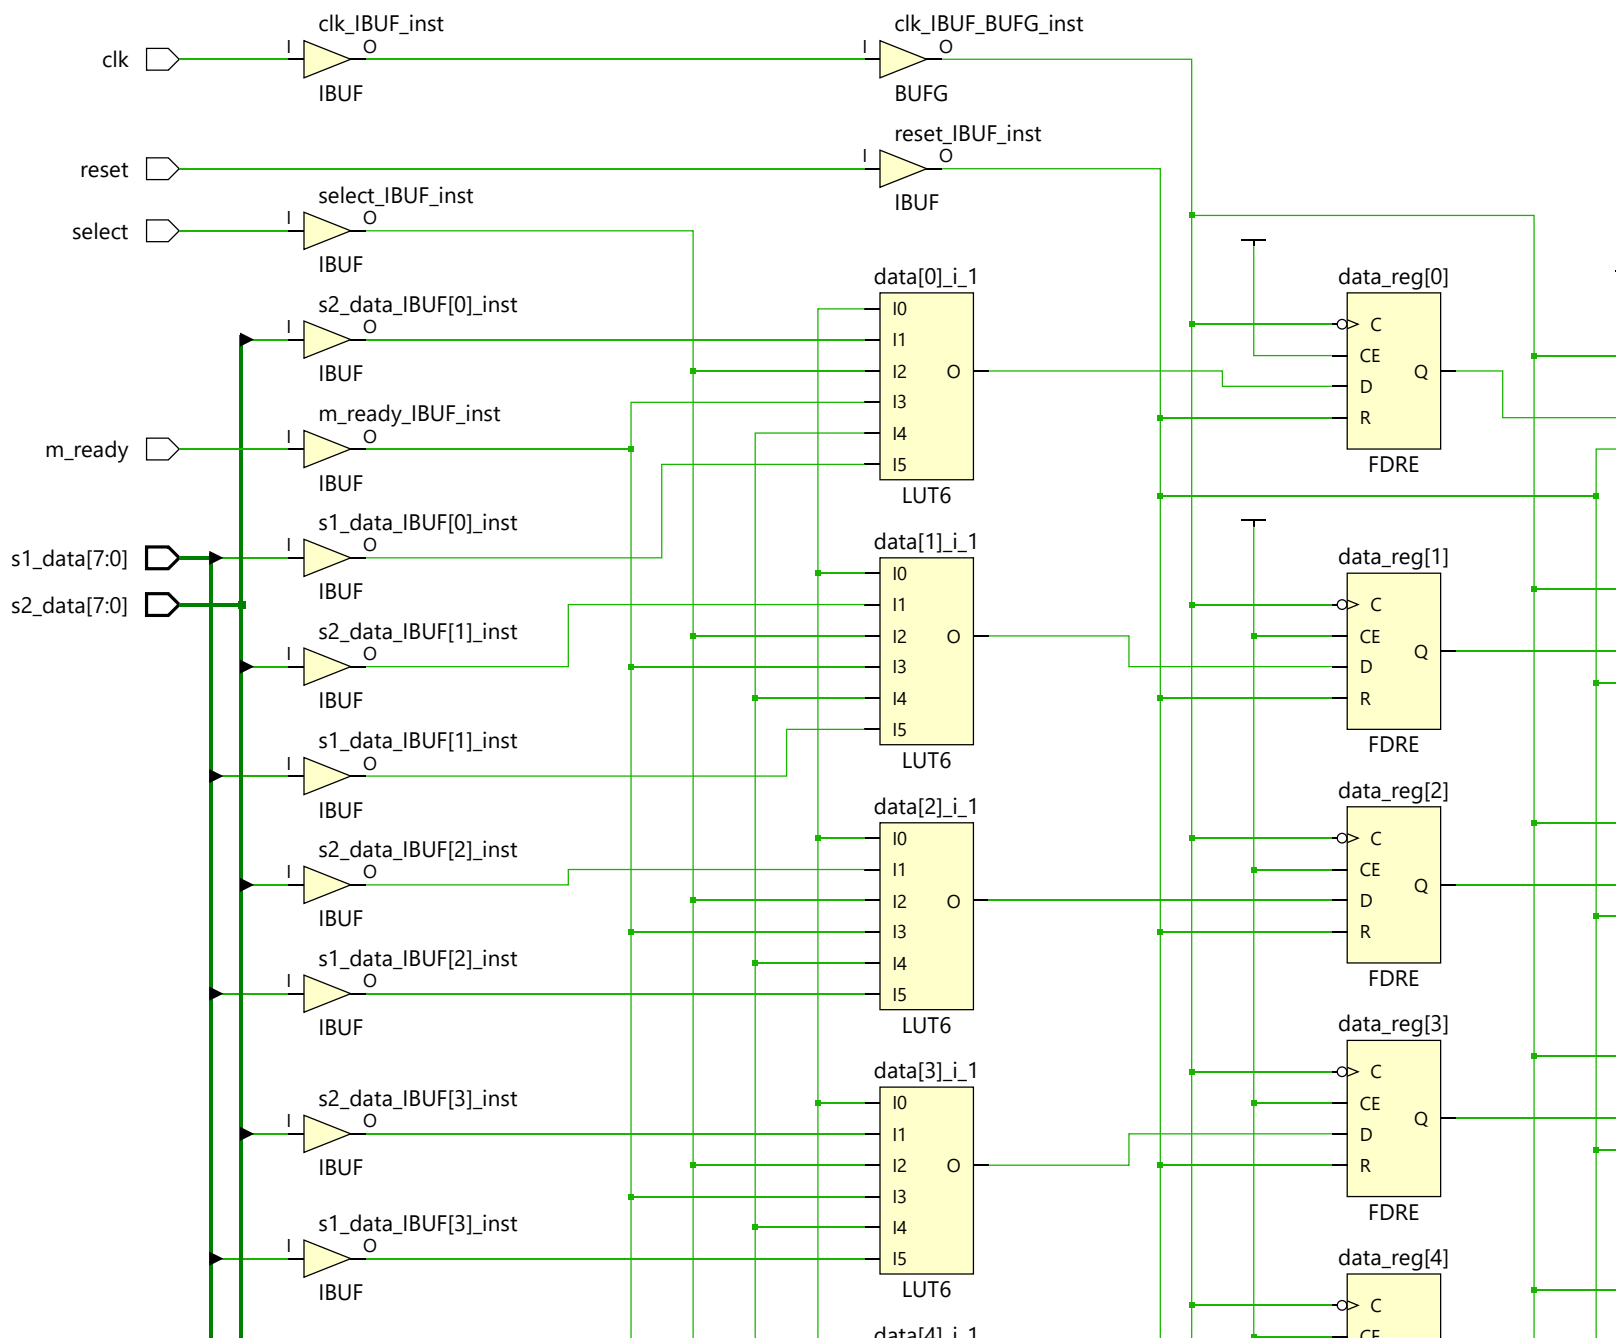 clk
I
clk_IBUF_inst
O
IBUF
I
clk_IBUF_BUFG_inst
O
BUFG
reset
I
reset_IBUF_inst
O
IBUF
select
I
select_IBUF_inst
O
IBUF
I
s2_data_IBUF[0]_inst
O
IBUF
m_ready
I
m_ready_IBUF_inst
O
IBUF
s1_data[7:0]
s2_data[7:0]
I
s1_data_IBUF[0]_inst
O
IBUF
I
s2_data_IBUF[1]_inst
O
IBUF
I
s1_data_IBUF[1]_inst
O
IBUF
I
s2_data_IBUF[2]_inst
O
IBUF
I
s1_data_IBUF[2]_inst
O
IBUF
I
s2_data_IBUF[3]_inst
O
IBUF
I
s1_data_IBUF[3]_inst
O
IBUF
data[0]_i_1
I0
I1
I2
O
I3
I4
I5
LUT6
data[1]_i_1
I0
I1
I2
O
I3
I4
I5
LUT6
data[2]_i_1
I0
I1
I2
O
I3
I4
I5
LUT6
data[3]_i_1
I0
I1
I2
O
I3
I4
I5
LUT6
data[4]_i_1
data_reg[0]
C
CE
Q
D
R
FDRE
data_reg[1]
C
CE
Q
D
R
FDRE
data_reg[2]
C
CE
Q
D
R
FDRE
data_reg[3]
C
CE
Q
D
R
FDRE
data_reg[4]
C
CE